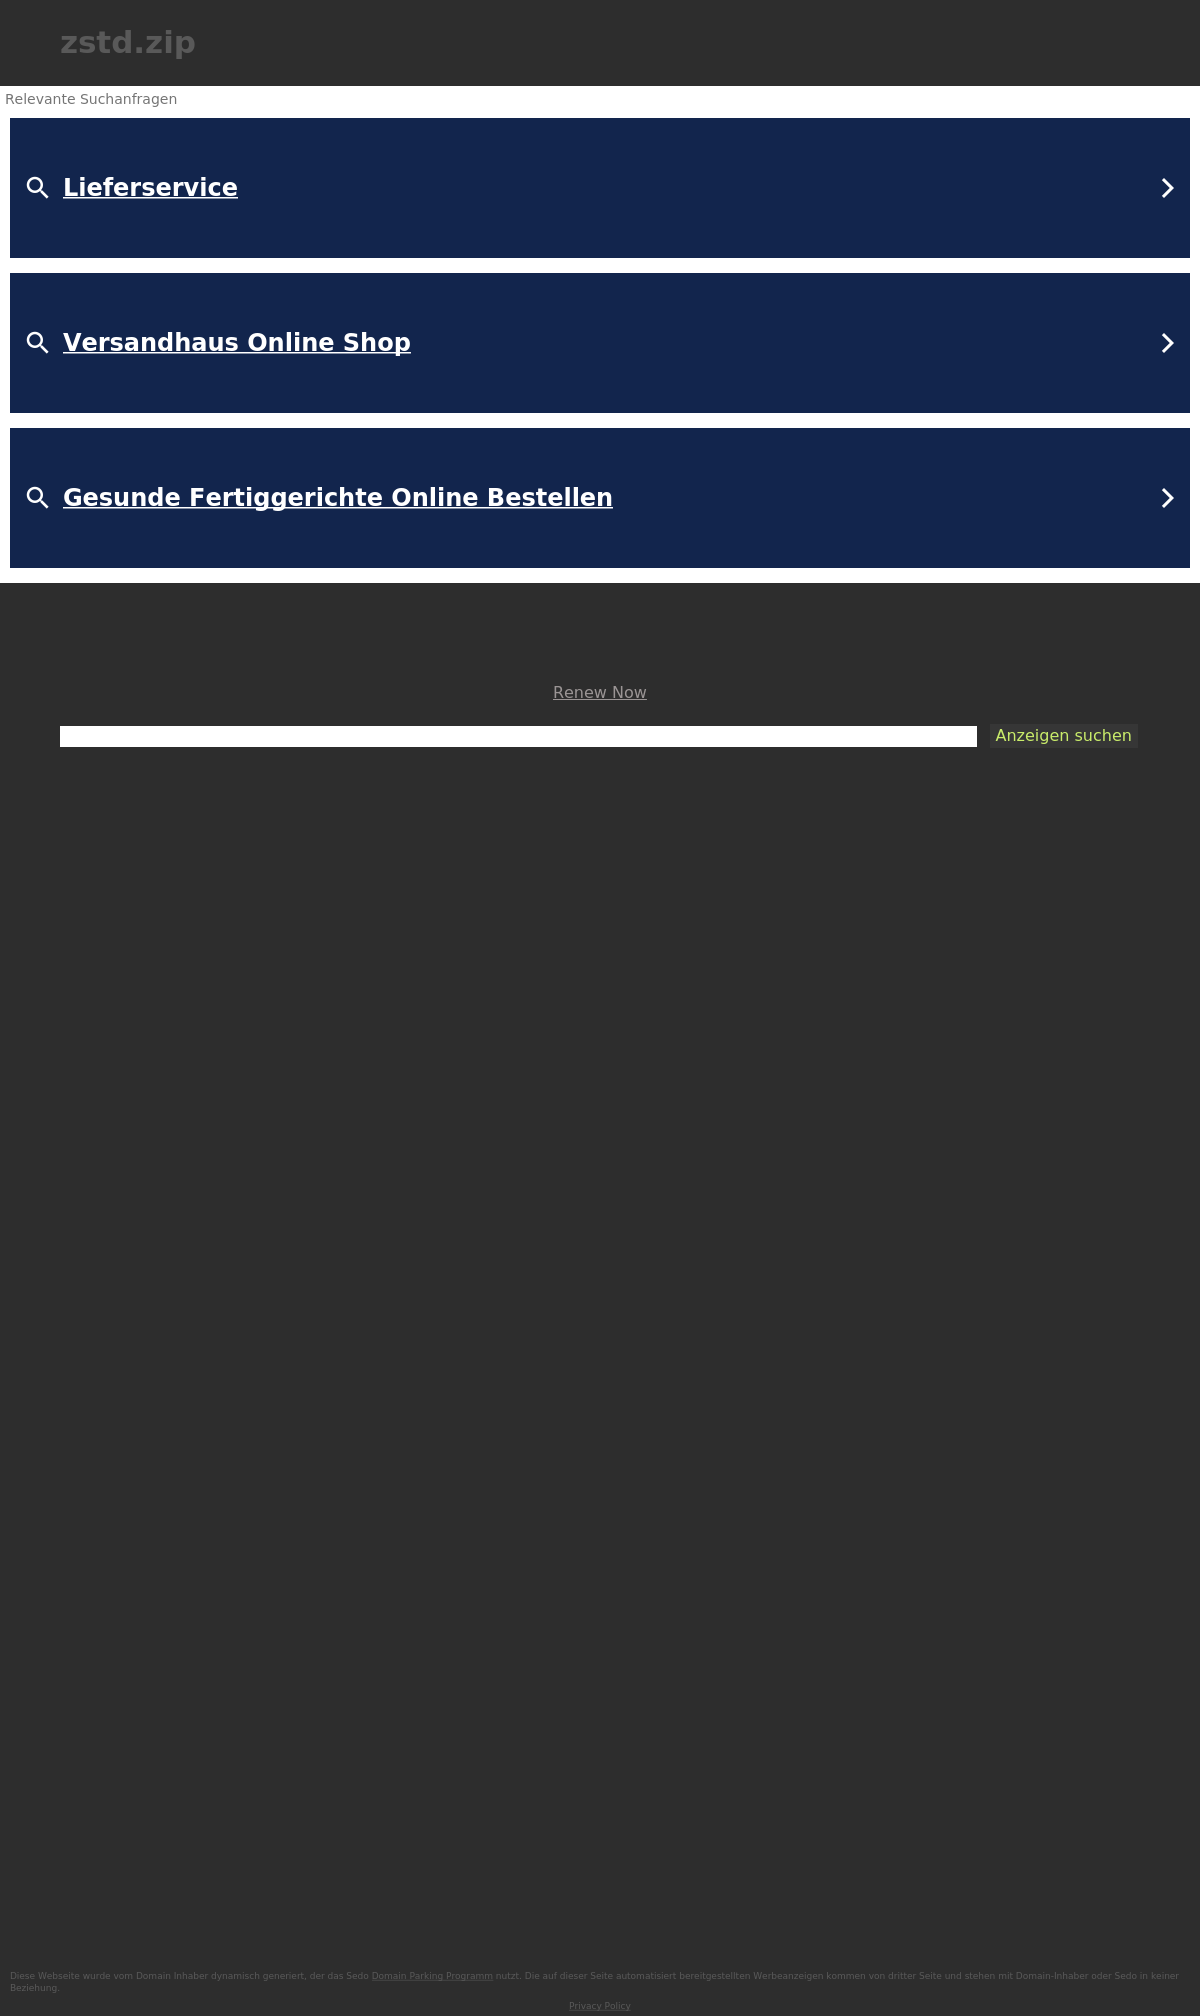 zstd.zip
Relevante Suchanfragen
Lieferservice
Versandhaus Online Shop
Gesunde Fertiggerichte Online Bestellen
Renew Now
Anzeigen suchen
Diese Webseite wurde vom Domain Inhaber dynamisch generiert, der das Sedo Domain Parking Programm nutzt. Die auf dieser Seite automatisiert bereitgestellten Werbeanzeigen kommen von dritter Seite und stehen mit Domain-Inhaber oder Sedo in keiner
Beziehung.
Privacy Policy